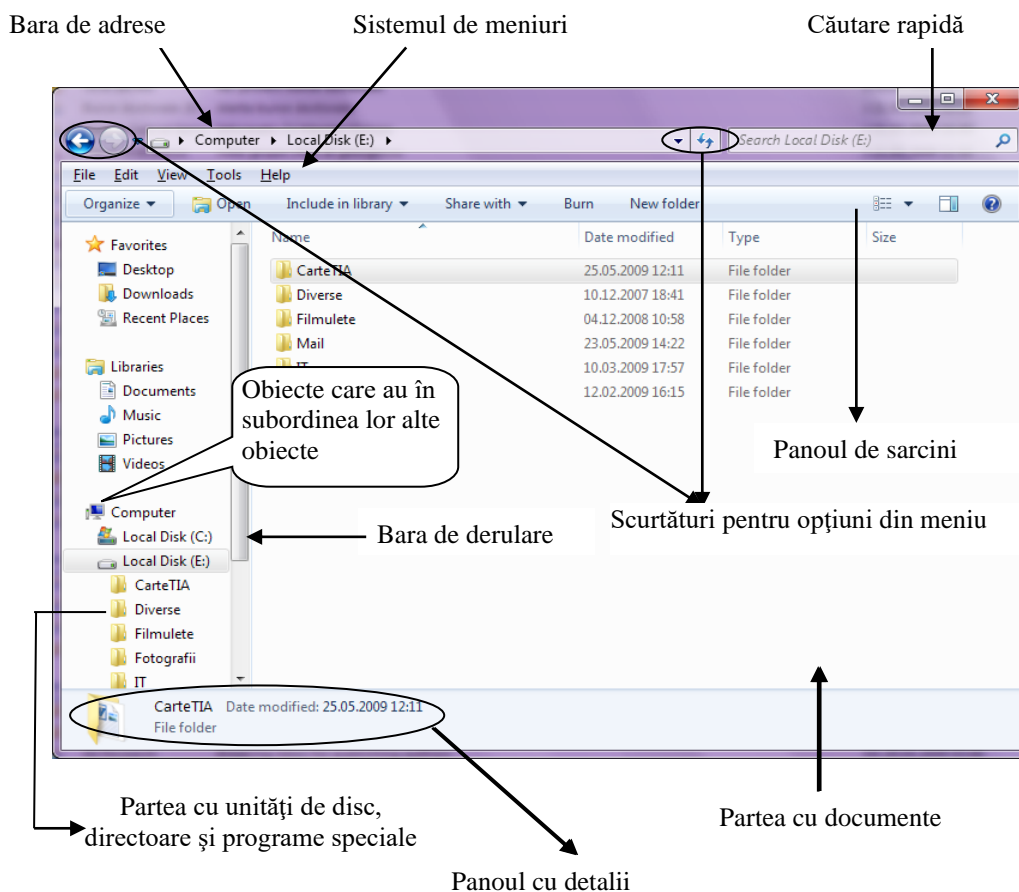 Bara de adrese
Sistemul de meniuri
Căutare rapidă
Computer
Local Disk (E:)
Search Local Disk (E:)
File Edit View Tools Help
Organize Open Include in library Share with Burn New folder
Name Date modified Type Size
CarteTIA 25.05.2009 12:11 File folder
Diverse 10.12.2007 18:41 File folder
Filmulete 04.12.2008 10:58 File folder
Mail 23.05.2009 14:22 File folder
IT 10.03.2009 17:57 File folder
12.02.2009 16:15 File folder
Favorites
Desktop
Downloads
Recent Places
Libraries
Documents
Music
Pictures
Videos
Computer
Local Disk (C:)
Local Disk (E:)
CarteTIA
Diverse
Filmulete
Fotografii
IT
Obiecte care au în
subordinea lor alte
obiecte
Panoul de sarcini
Scurtături pentru opţiuni din meniu
Bara de derulare
CarteTIA Date modified: 25.05.2009 12:11
File folder
Partea cu unităţi de disc,
directoare şi programe speciale
Partea cu documente
Panoul cu detalii